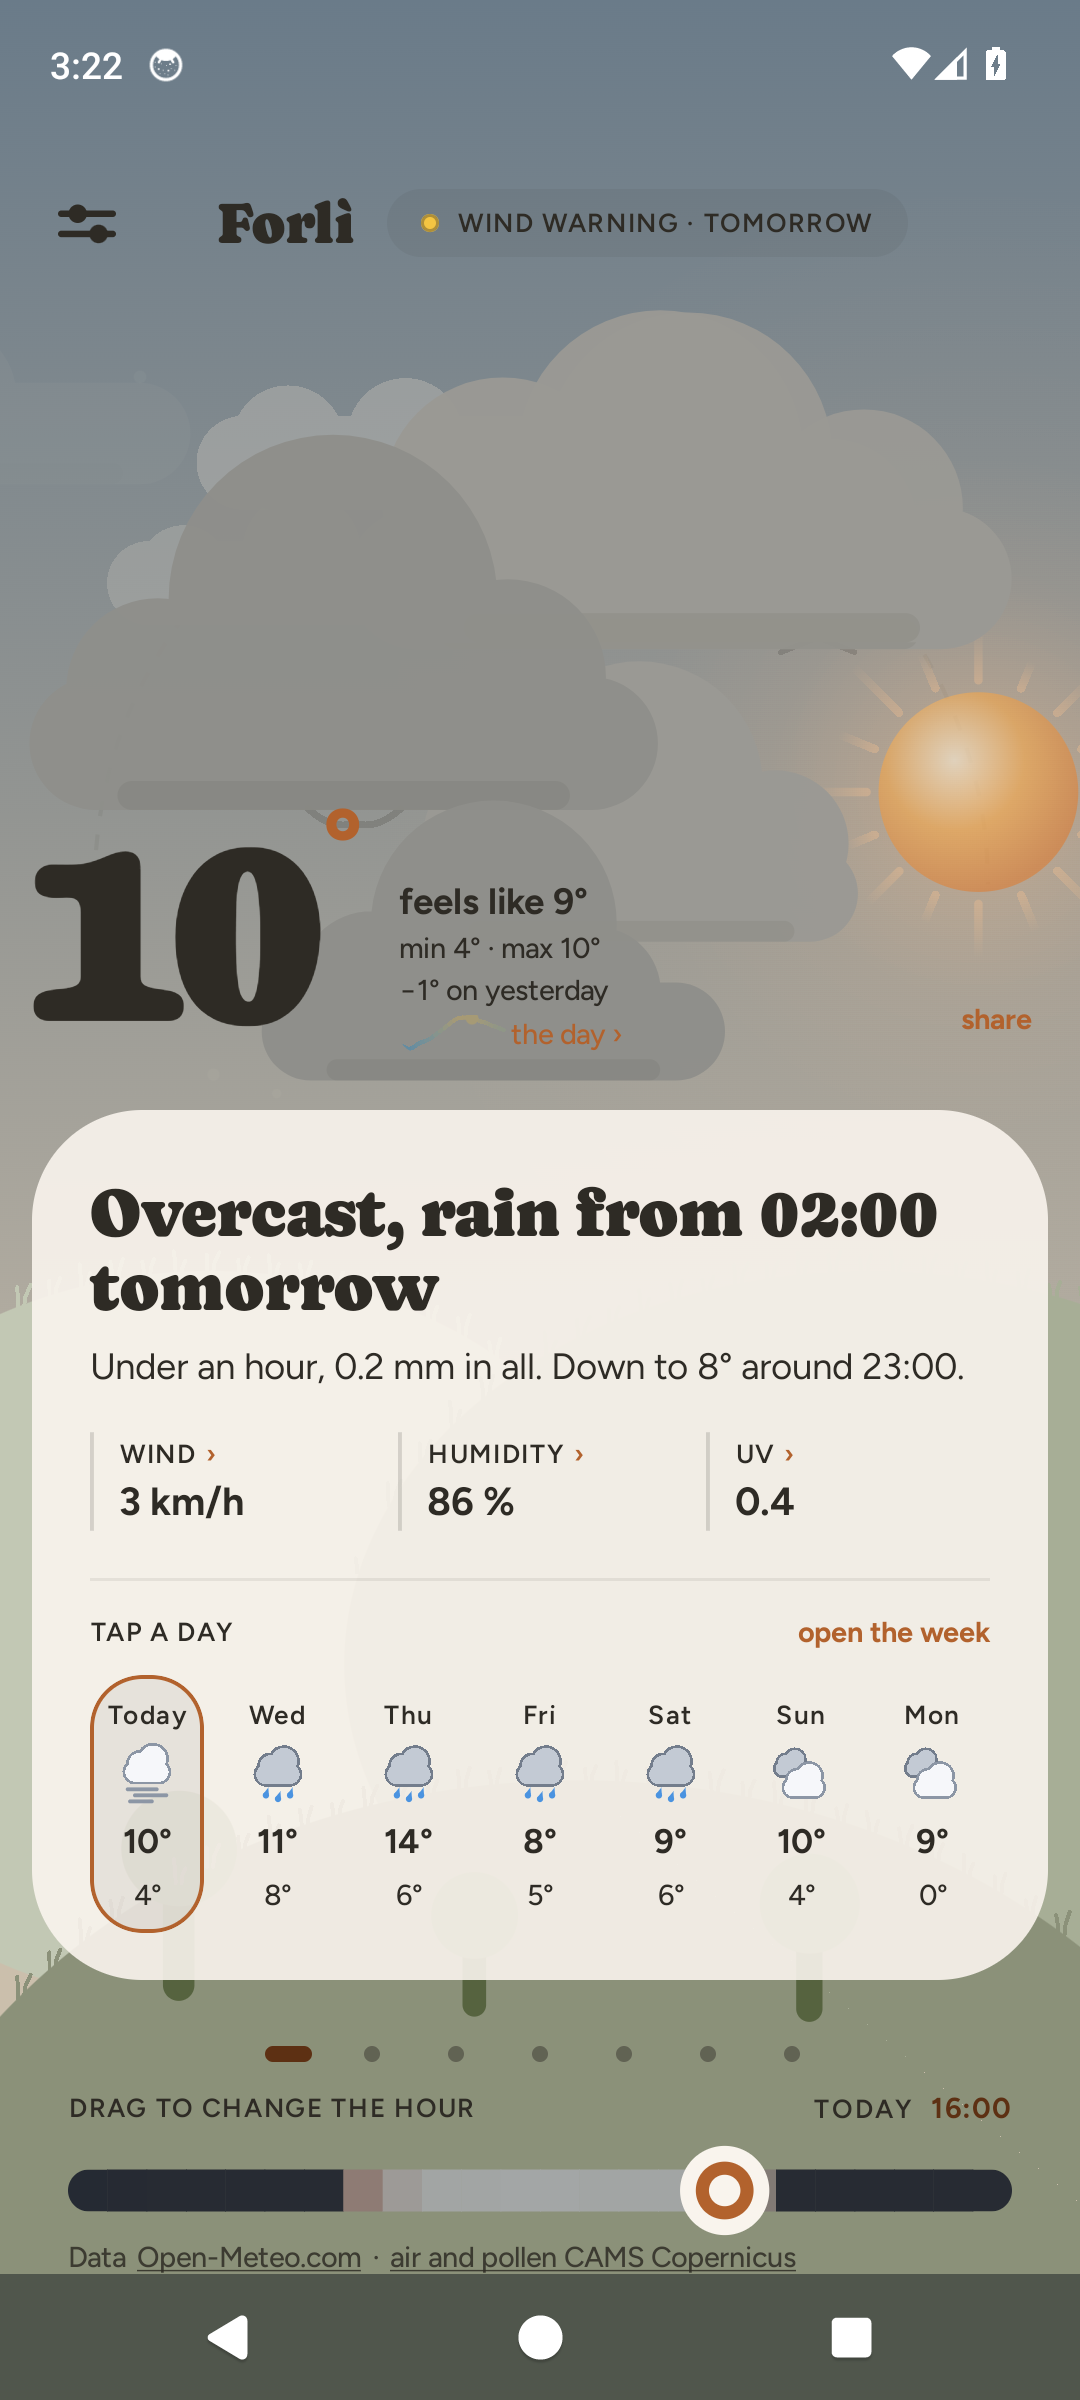 3:22
Forlì
WIND WARNING · TOMORROW
10°
feels like 9°
min 4° · max 10°
−1° on yesterday
the day ›
share
Overcast, rain from 02:00
tomorrow
Under an hour, 0.2 mm in all. Down to 8° around 23:00.
WIND › HUMIDITY › UV ›
3 km/h 86 % 0.4
TAP A DAY open the week
Today Wed Thu Fri Sat Sun Mon
10° 11° 14° 8° 9° 10° 9°
4° 8° 6° 5° 6° 4° 0°
DRAG TO CHANGE THE HOUR TODAY 16:00
Data Open-Meteo.com · air and pollen CAMS Copernicus